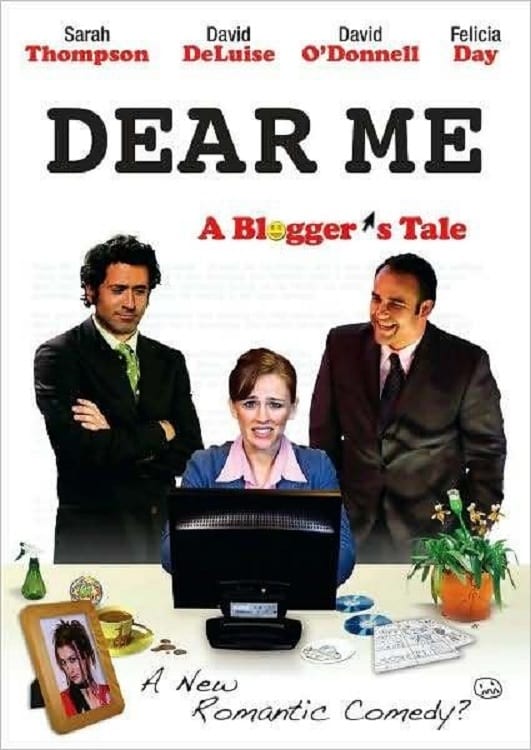 Sarah David David Felicia
Thompson DeLuise O'Donnell Day
DEAR ME
A Blogger's Tale
A New
Romantic Comedy?